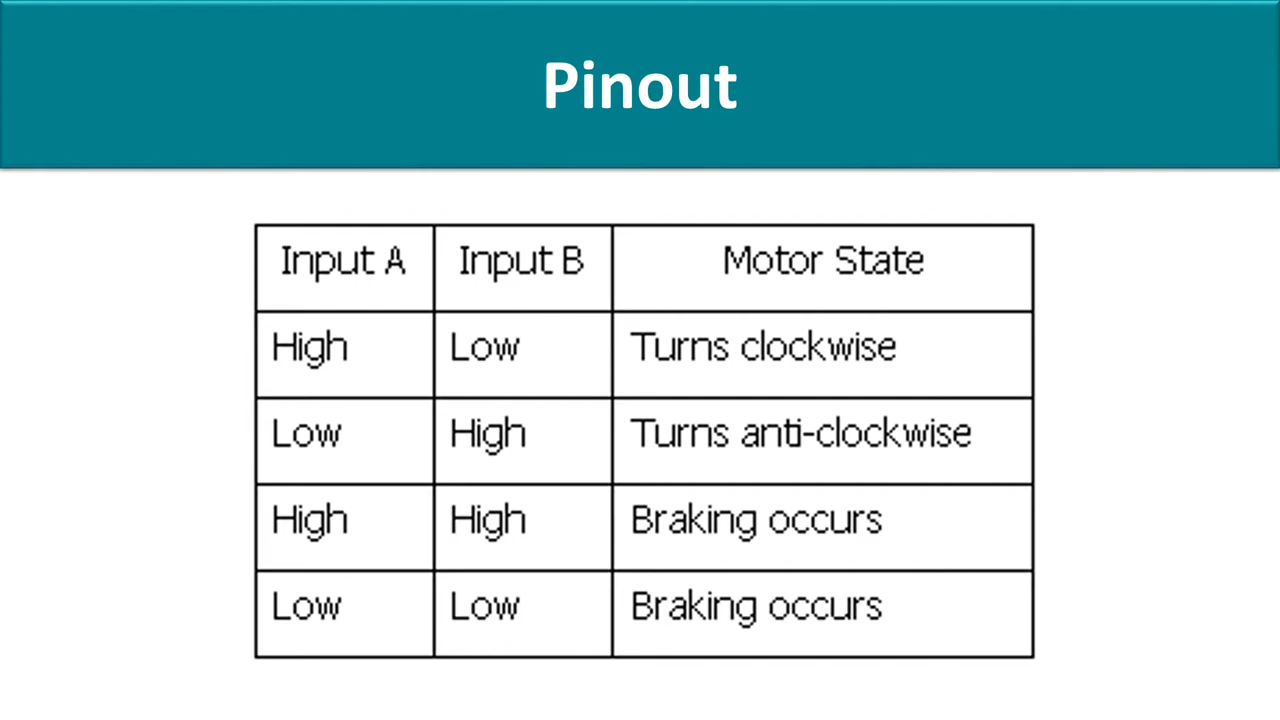 Pinout
Input A Input B Motor State
High Low Turns clockwise
Low High Turns anti-clockwise
High High Braking occurs
Low Low Braking occurs